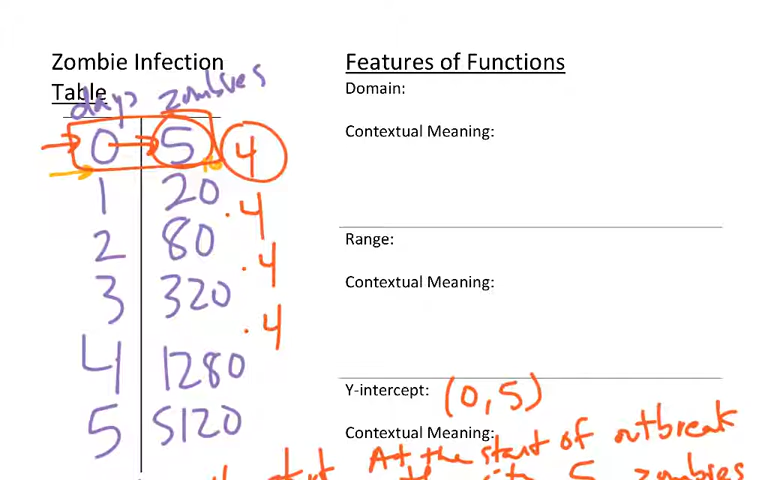 Zombie Infection
Table
days zombies
0 5 4
1 20
. 4
2 80
. 4
3 320
. 4
4 1280
5 5120
Features of Functions
Domain:
Contextual Meaning:
Range:
Contextual Meaning:
Y-intercept: (0, 5)
Contextual Meaning:
At the start of outbreak
start 5 zombies